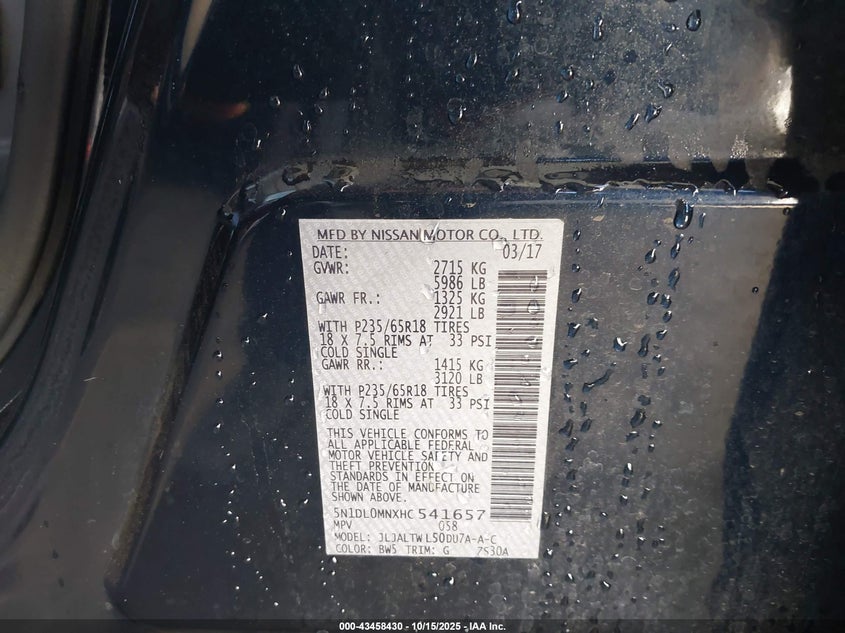 MFD BY NISSAN MOTOR CO., LTD.
DATE: 03/17
GVWR: 2715 KG
5986 LB
GAWR FR.: 1325 KG
2921 LB
WITH P235/65R18 TIRES
18 X 7.5 RIMS AT 33 PSI
COLD SINGLE
GAWR RR.: 1415 KG
3120 LB
WITH P235/65R18 TIRES
18 X 7.5 RIMS AT 33 PSI
COLD SINGLE
THIS VEHICLE CONFORMS TO
ALL APPLICABLE FEDERAL
MOTOR VEHICLE SAFETY AND
THEFT PREVENTION
STANDARDS IN EFFECT ON
THE DATE OF MANUFACTURE
SHOWN ABOVE.
5N1DL0MNXHC541657
MPV 058
MODEL: JLJALTWL50DU7A-A-C
COLOR: BW5 TRIM: G
000-43458430 - 10/15/2025 - IAA Inc.